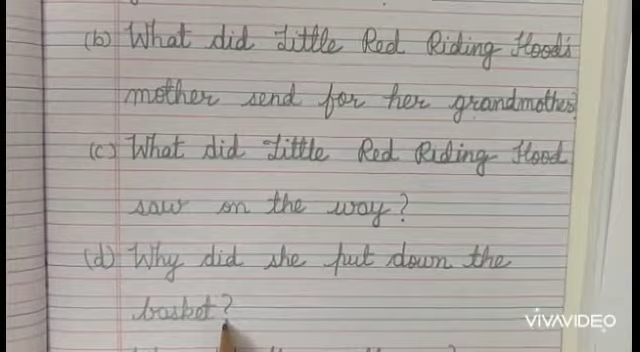 (b) What did Little Red Riding Hood's
mother send for her grandmother?
(c) What did Little Red Riding Hood
saw on the way?
(d) Why did she put down the
basket?
VIVAVIDEO